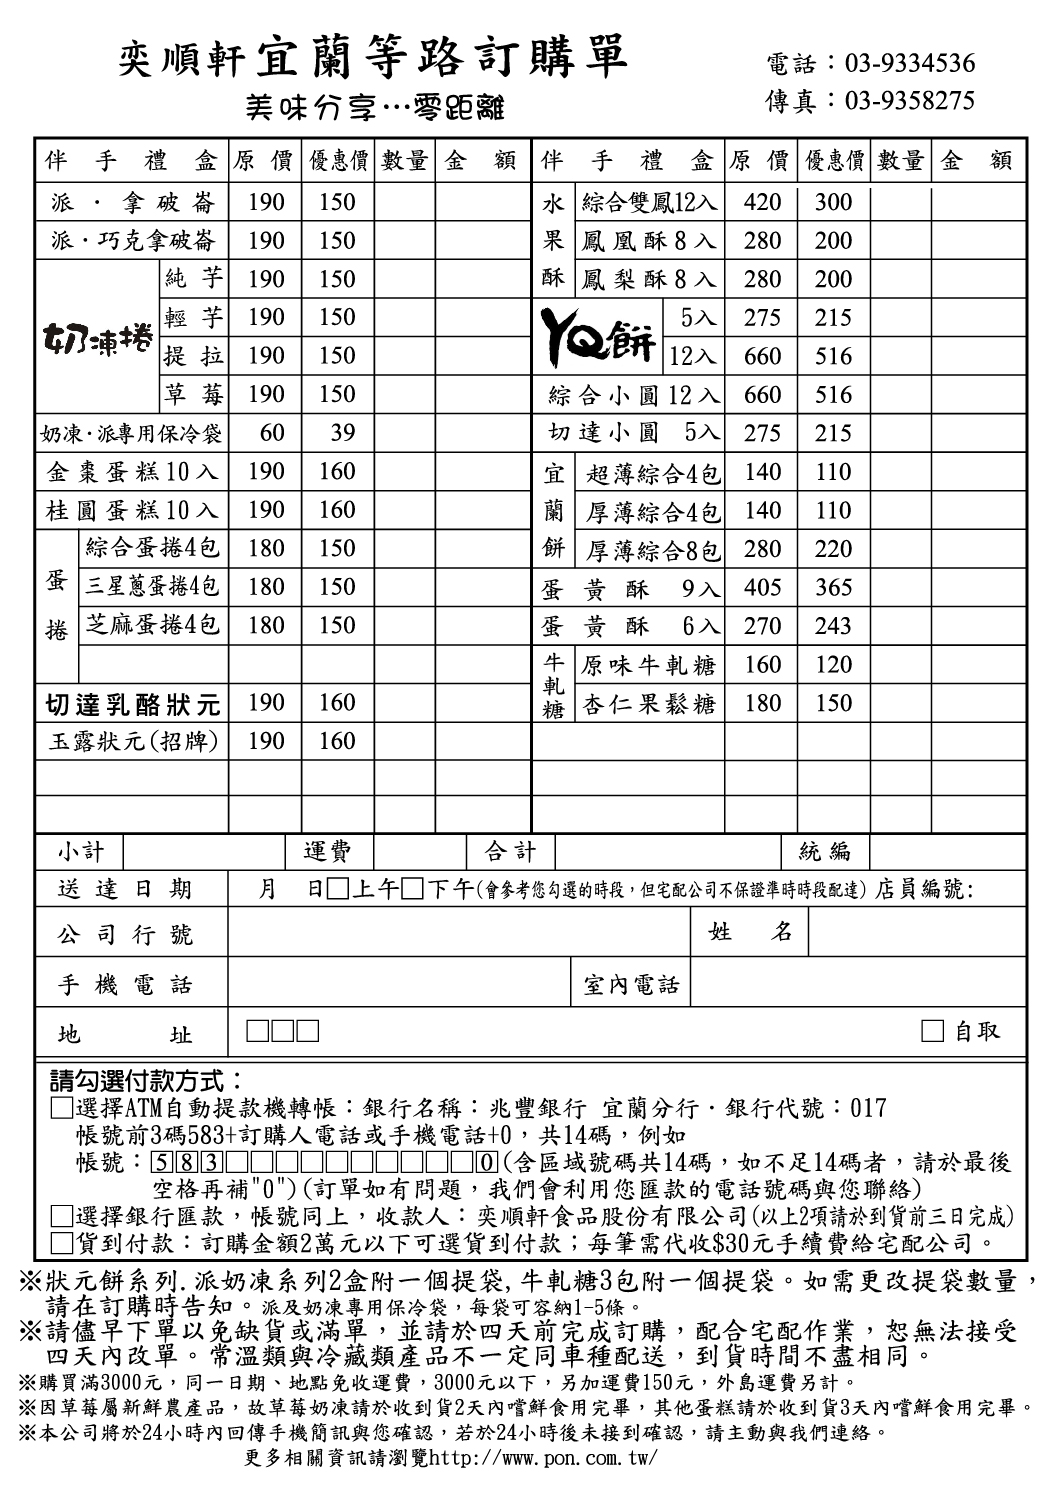 奕順軒宜蘭等路訂購單
電話：03-9334536
美味分享…零距離
傳真：03-9358275
伴手禮盒 原價 優惠價 數量 金額 伴手禮盒 原價 優惠價 數量 金額
派．拿破崙 190 150 水果酥 綜合雙鳳12入 420 300
派．巧克拿破崙 190 150 鳳凰酥8入 280 200
奶凍捲 純芋 190 150 鳳梨酥8入 280 200
輕芋 190 150 YQ餅 5入 275 215
提拉 190 150 12入 660 516
草莓 190 150 綜合小圓12入 660 516
奶凍．派專用保冷袋 60 39 切達小圓 5入 275 215
金棗蛋糕10入 190 160 宜蘭餅 超薄綜合4包 140 110
桂圓蛋糕10入 190 160 厚薄綜合4包 140 110
蛋捲 綜合蛋捲4包 180 150 厚薄綜合8包 280 220
三星蔥蛋捲4包 180 150 蛋黃酥 9入 405 365
芝麻蛋捲4包 180 150 蛋黃酥 6入 270 243
牛軋糖 原味牛軋糖 160 120
切達乳酪狀元 190 160 杏仁果鬆糖 180 150
玉露狀元(招牌) 190 160
小計 運費 合計 統編
送達日期 月 日□上午□下午(會參考您勾選的時段，但宅配公司不保證準時時段配達) 店員編號:
公司行號 姓名
手機電話 室內電話
地址 □□□ □自取
請勾選付款方式：
□選擇ATM自動提款機轉帳：銀行名稱：兆豐銀行 宜蘭分行．銀行代號：017
帳號前3碼583+訂購人電話或手機電話+0，共14碼，例如
帳號：583□□□□□□□□□□0(含區域號碼共14碼，如不足14碼者，請於最後
空格再補"0")(訂單如有問題，我們會利用您匯款的電話號碼與您聯絡)
□選擇銀行匯款，帳號同上，收款人：奕順軒食品股份有限公司(以上2項請於到貨前三日完成)
□貨到付款：訂購金額2萬元以下可選貨到付款；每筆需代收$30元手續費給宅配公司。
※狀元餅系列.派奶凍系列2盒附一個提袋,牛軋糖3包附一個提袋。如需更改提袋數量，
請在訂購時告知。派及奶凍專用保冷袋，每袋可容納1-5條。
※請儘早下單以免缺貨或滿單，並請於四天前完成訂購，配合宅配作業，恕無法接受
四天內改單。常溫類與冷藏類產品不一定同車種配送，到貨時間不盡相同。
※購買滿3000元，同一日期、地點免收運費，3000元以下，另加運費150元，外島運費另計。
※因草莓屬新鮮農產品，故草莓奶凍請於收到貨2天內嚐鮮食用完畢，其他蛋糕請於收到貨3天內嚐鮮食用完畢。
※本公司將於24小時內回傳手機簡訊與您確認，若於24小時後未接到確認，請主動與我們連絡。
更多相關資訊請瀏覽http://www.pon.com.tw/